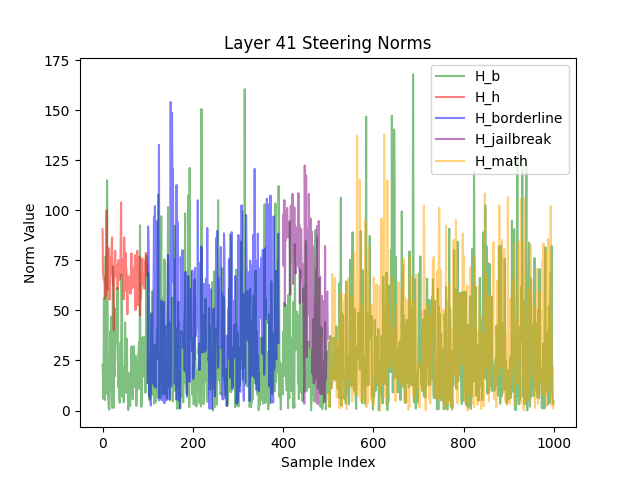 Layer 41 Steering Norms
Norm Value
175
150
125
100
75
50
25
0
H_b
H_h
H_borderline
H_jailbreak
H_math
0 200 400 600 800 1000
Sample Index